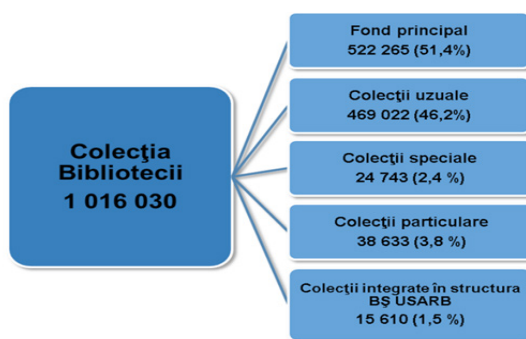 Colecţia
Bibliotecii
1 016 030
Fond principal
522 265 (51,4%)
Colecţii uzuale
469 022 (46,2%)
Colecţii speciale
24 743 (2,4 %)
Colecţii particulare
38 633 (3,8 %)
Colecţii integrate în structura
BŞ USARB
15 610 (1,5 %)